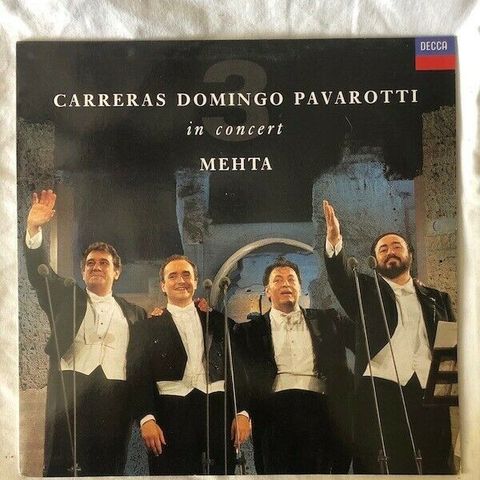 DECCA
3
CARRERAS DOMINGO PAVAROTTI
in concert
MEHTA